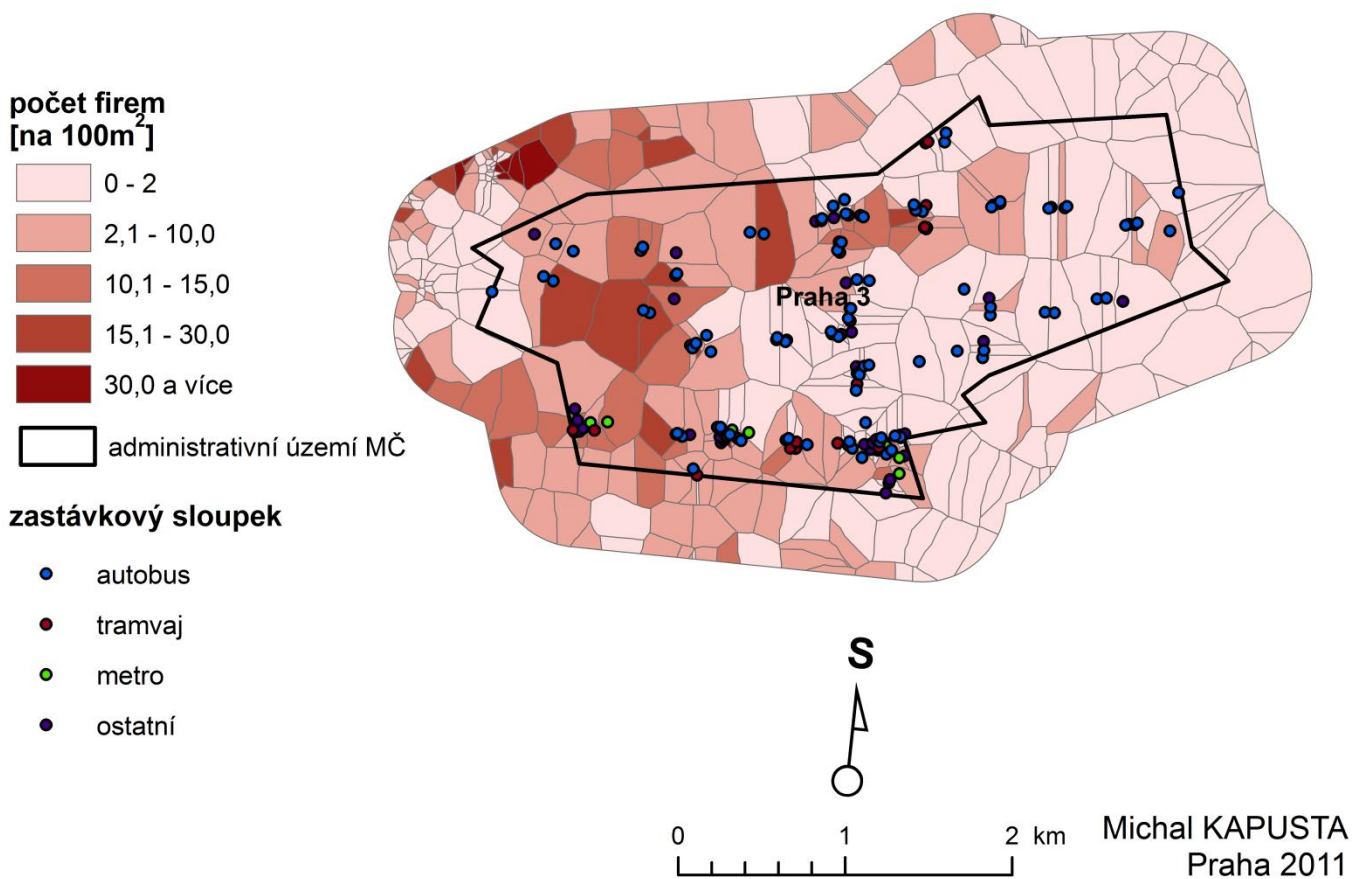 počet firem
[na 100m²]
0 - 2
2,1 - 10,0
10,1 - 15,0
15,1 - 30,0
30,0 a více
administrativní území MČ
zastávkový sloupek
autobus
tramvaj
metro
ostatní
Praha 3
S
0 1 2 km
Michal KAPUSTA
Praha 2011